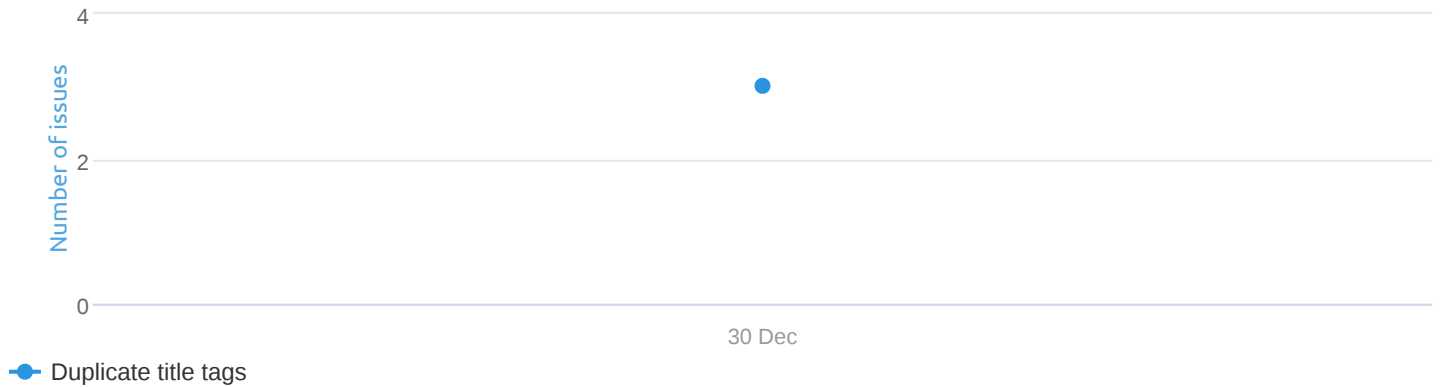 4
Number of issues
2
0
30 Dec
Duplicate title tags